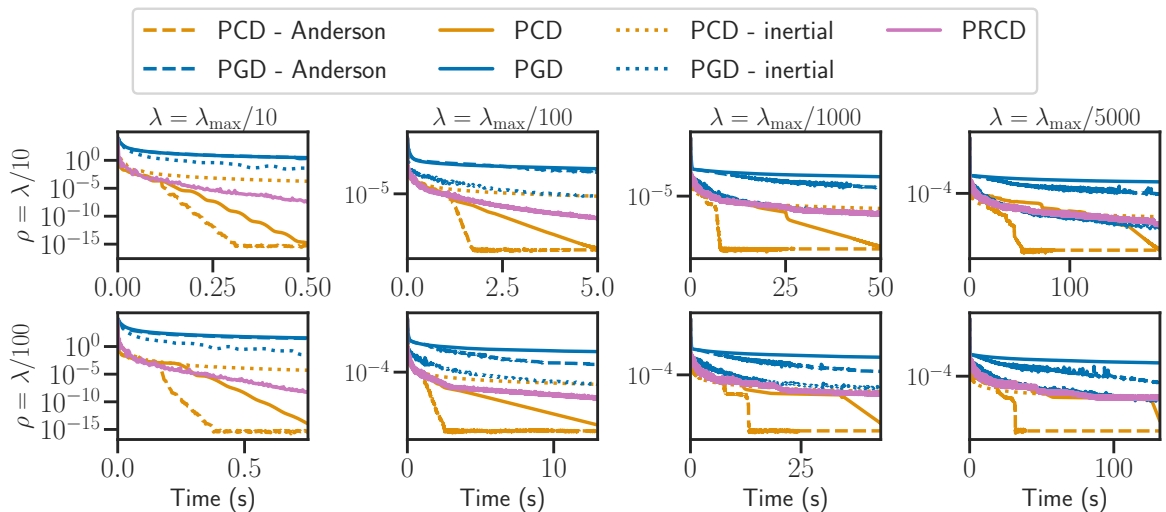 PCD - Anderson PCD PCD - inertial PRCD
PGD - Anderson PGD PGD - inertial
λ = λ_max/10 λ = λ_max/100 λ = λ_max/1000 λ = λ_max/5000
ρ = λ/10
10^0
10^-5
10^-10
10^-15
10^-5
10^-5
10^-4
0.00 0.25 0.50 0.0 2.5 5.0 0 25 50 0 100
ρ = λ/100
10^0
10^-5
10^-10
10^-15
10^-4
10^-4
10^-4
0.0 0.5 0 10 0 25 0 100
Time (s) Time (s) Time (s) Time (s)